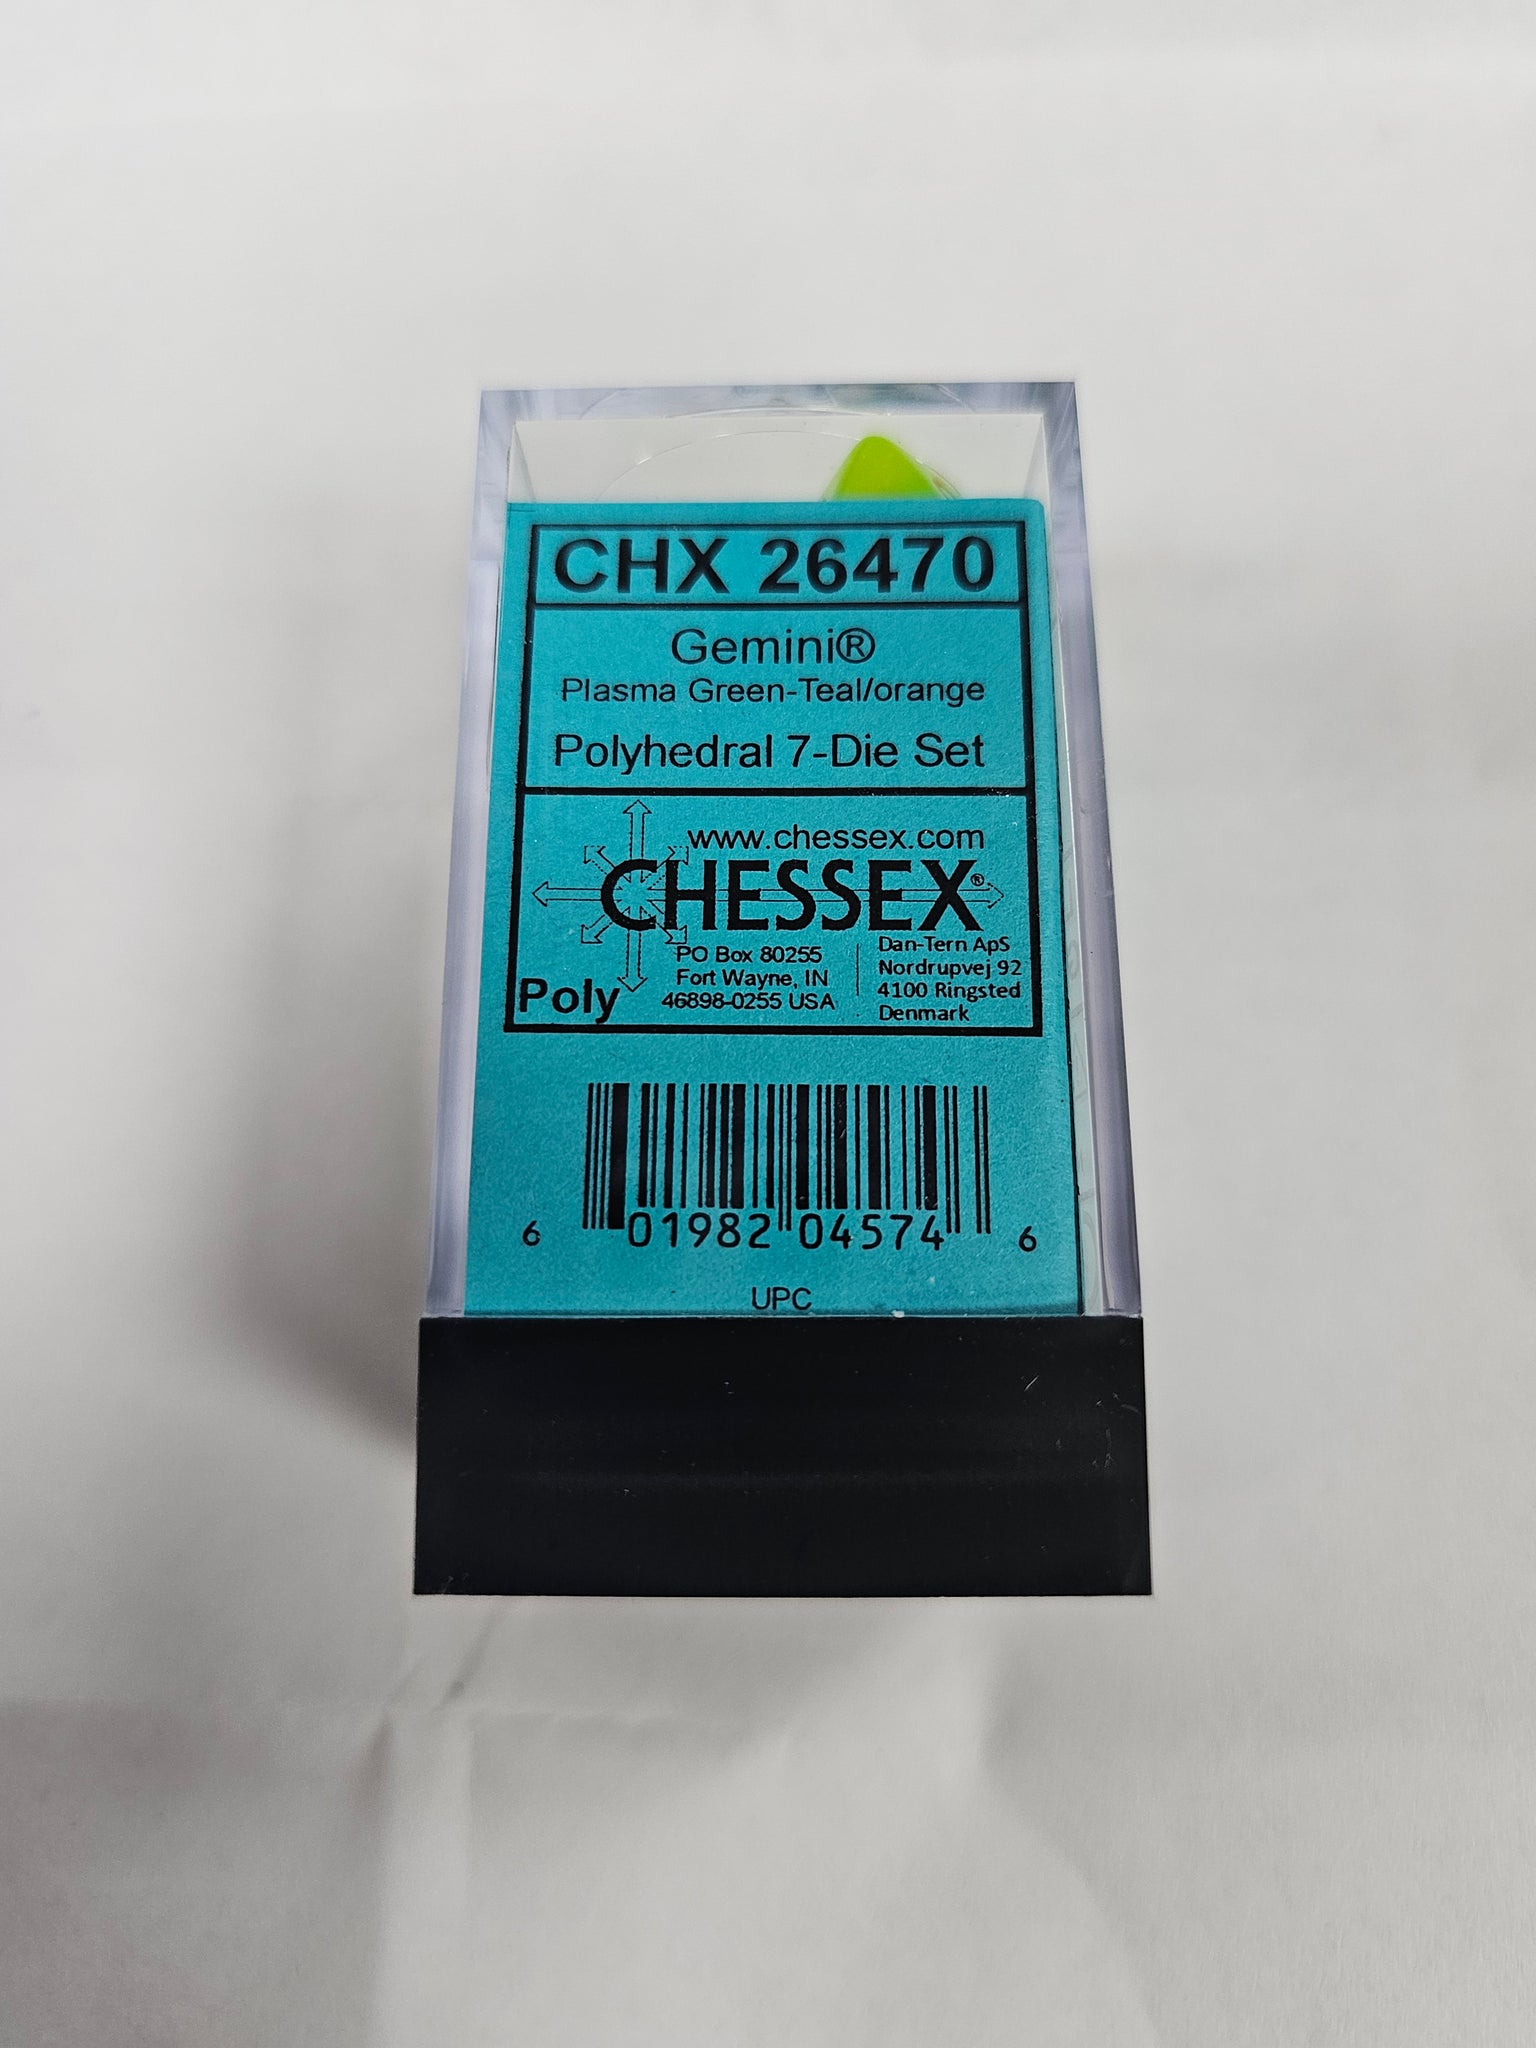 CHX 26470
Gemini®
Plasma Green-Teal/orange
Polyhedral 7-Die Set
www.chessex.com
CHESSEX®
PO Box 80255
Fort Wayne, IN
46898-0255 USA
Dan-Tern ApS
Nordrupvej 92
4100 Ringsted
Denmark
Poly
6 01982 04574 6
UPC